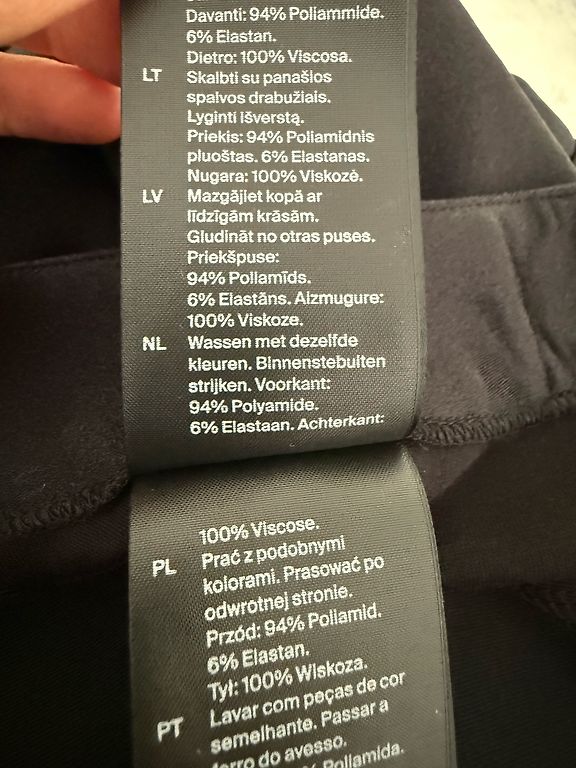 Davanti: 94% Poliammide.
6% Elastan.
Dietro: 100% Viscosa.
LT Skalbti su panašios
spalvos drabužiais.
Lyginti išverstą.
Priekis: 94% Poliamidnis
pluoštas. 6% Elastanas.
Nugara: 100% Viskozė.
LV Mazgājiet kopā ar
līdzīgām krāsām.
Gludināt no otras puses.
Priekšpuse:
94% Poliamīds.
6% Elastāns. Aizmugure:
100% Viskoze.
NL Wassen met dezelfde
kleuren. Binnenstebuiten
strijken. Voorkant:
94% Polyamide.
6% Elastaan. Achterkant:
100% Viscose.
PL Prać z podobnymi
kolorami. Prasować po
odwrotnej stronie.
Przód: 94% Poliamid.
6% Elastan.
Tył: 100% Wiskoza.
PT Lavar com peças de cor
semelhante. Passar a
ferro do avesso.
% Poliamida.